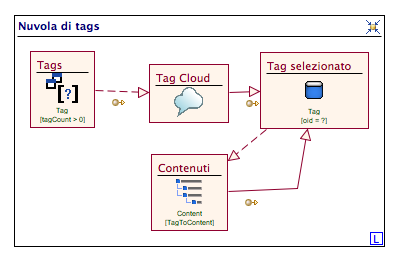 Nuvola di tags
Tags
[?]
Tag
[tagCount > 0]
Tag Cloud
Tag selezionato
Tag
[oid = ?]
Contenuti
Content
[TagToContent]
L